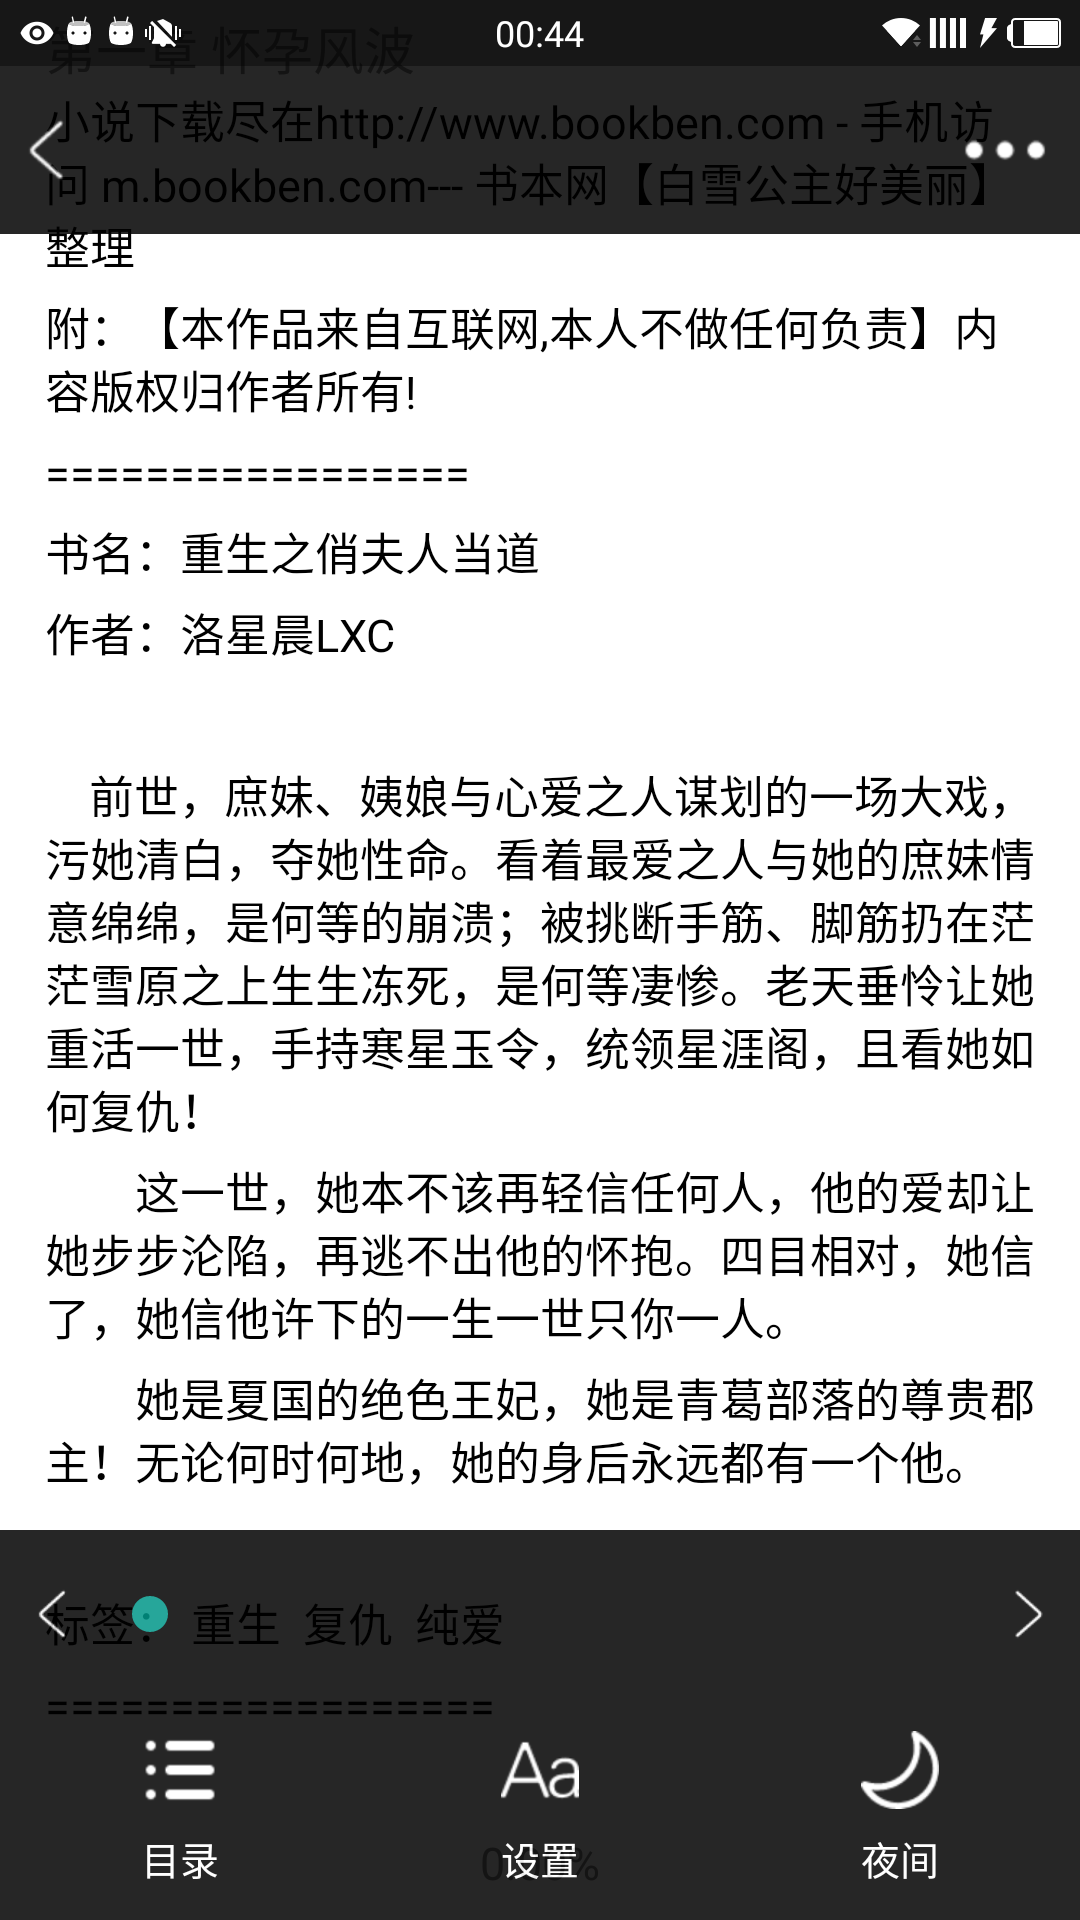 00:44
第一章 怀孕风波
小说下载尽在http://www.bookben.com - 手机访
问 m.bookben.com--- 书本网【白雪公主好美丽】
整理
附：【本作品来自互联网,本人不做任何负责】内
容版权归作者所有!
=================
书名：重生之俏夫人当道
作者：洛星晨LXC
前世，庶妹、姨娘与心爱之人谋划的一场大戏，
污她清白，夺她性命。看着最爱之人与她的庶妹情
意绵绵，是何等的崩溃；被挑断手筋、脚筋扔在茫
茫雪原之上生生冻死，是何等凄惨。老天垂怜让她
重活一世，手持寒星玉令，统领星涯阁，且看她如
何复仇！
这一世，她本不该再轻信任何人，他的爱却让
她步步沦陷，再逃不出他的怀抱。四目相对，她信
了，她信他许下的一生一世只你一人。
她是夏国的绝色王妃，她是青葛部落的尊贵郡
主！无论何时何地，她的身后永远都有一个他。
标签： 重生 复仇 纯爱
==================
Aa
目录
设置
夜间